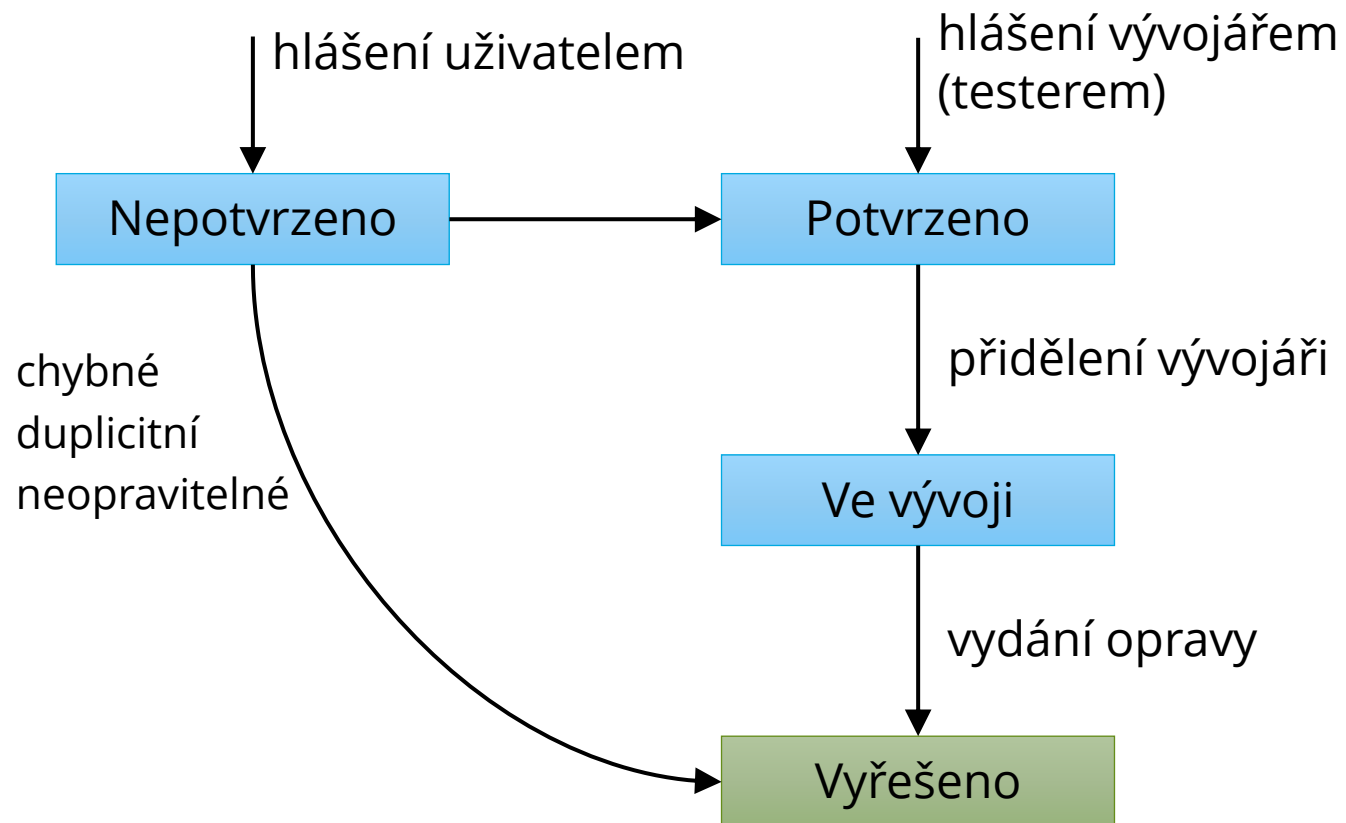 hlášení uživatelem
hlášení vývojářem
(testerem)
Nepotvrzeno
Potvrzeno
chybné
duplicitní
neopravitelné
přidělení vývojáři
Ve vývoji
vydání opravy
Vyřešeno